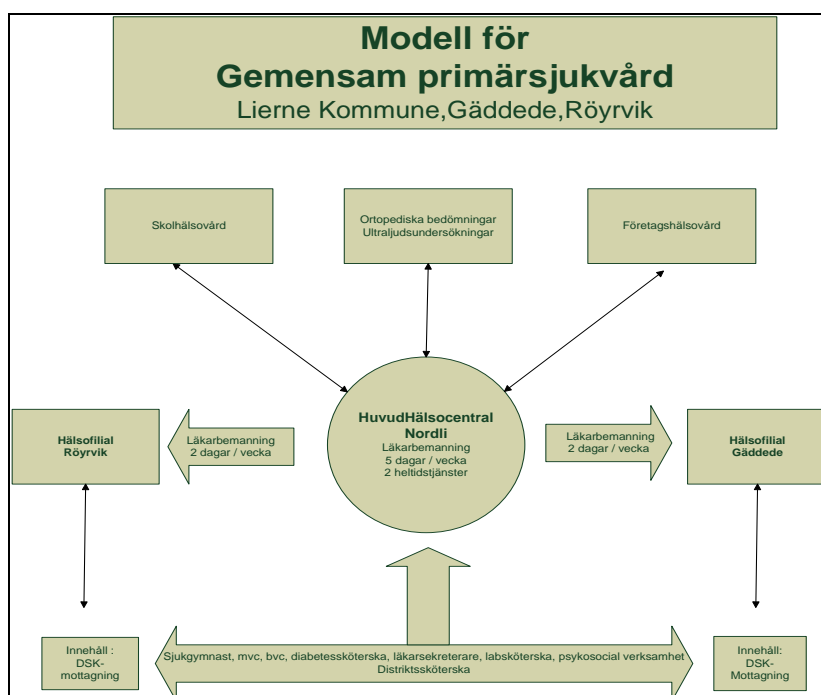 Modell för
Gemensam primärsjukvård
Lierne Kommune,Gäddede,Röyrvik
Skolhälsovård
Ortopediska bedömningar
Ultraljudsundersökningar
Företagshälsovård
Hälsofilial
Röyrvik
Läkarbemanning
2 dagar / vecka
HuvudHälsocentral
Nordli
Läkarbemanning
5 dagar / vecka
2 heltidstjänster
Läkarbemanning
2 dagar / vecka
Hälsofilial
Gäddede
Innehåll :
DSK-
mottagning
Sjukgymnast, mvc, bvc, diabetessköterska, läkarsekreterare, labsköterska, psykosocial verksamhet
Distriktssköterska
Innehåll:
DSK-
Mottagning